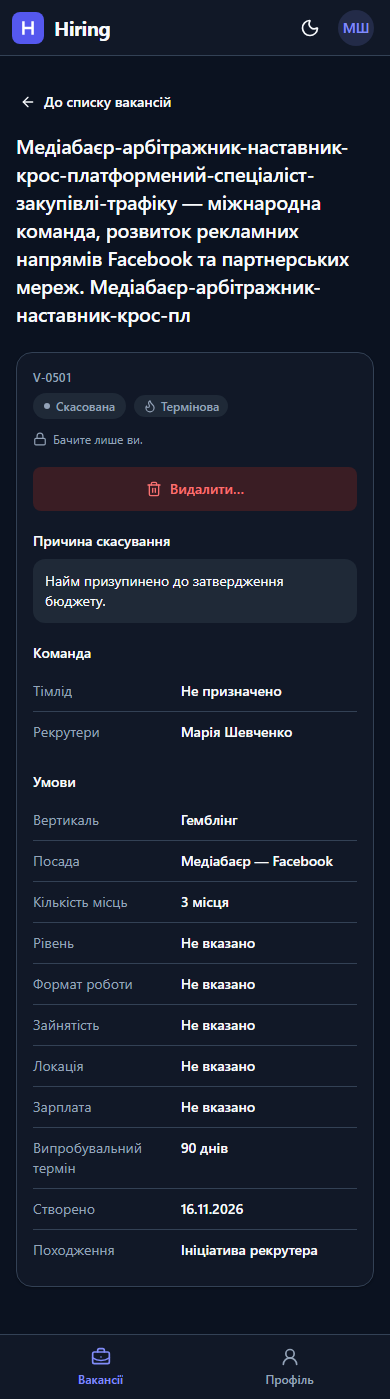 H Hiring МШ
До списку вакансій
Медіабаєр-арбітражник-наставник-
крос-платформений-спеціаліст-
закупівлі-трафіку — міжнародна
команда, розвиток рекламних
напрямів Facebook та партнерських
мереж. Медіабаєр-арбітражник-
наставник-крос-пл
V-0501
Скасована Термінова
Бачите лише ви.
Видалити...
Причина скасування
Найм призупинено до затвердження
бюджету.
Команда
Тімлід Не призначено
Рекрутери Марія Шевченко
Умови
Вертикаль Гемблінг
Посада Медіабаєр — Facebook
Кількість місць 3 місця
Рівень Не вказано
Формат роботи Не вказано
Зайнятість Не вказано
Локація Не вказано
Зарплата Не вказано
Випробувальний 90 днів
термін
Створено 16.11.2026
Походження Ініціатива рекрутера
Вакансії Профіль